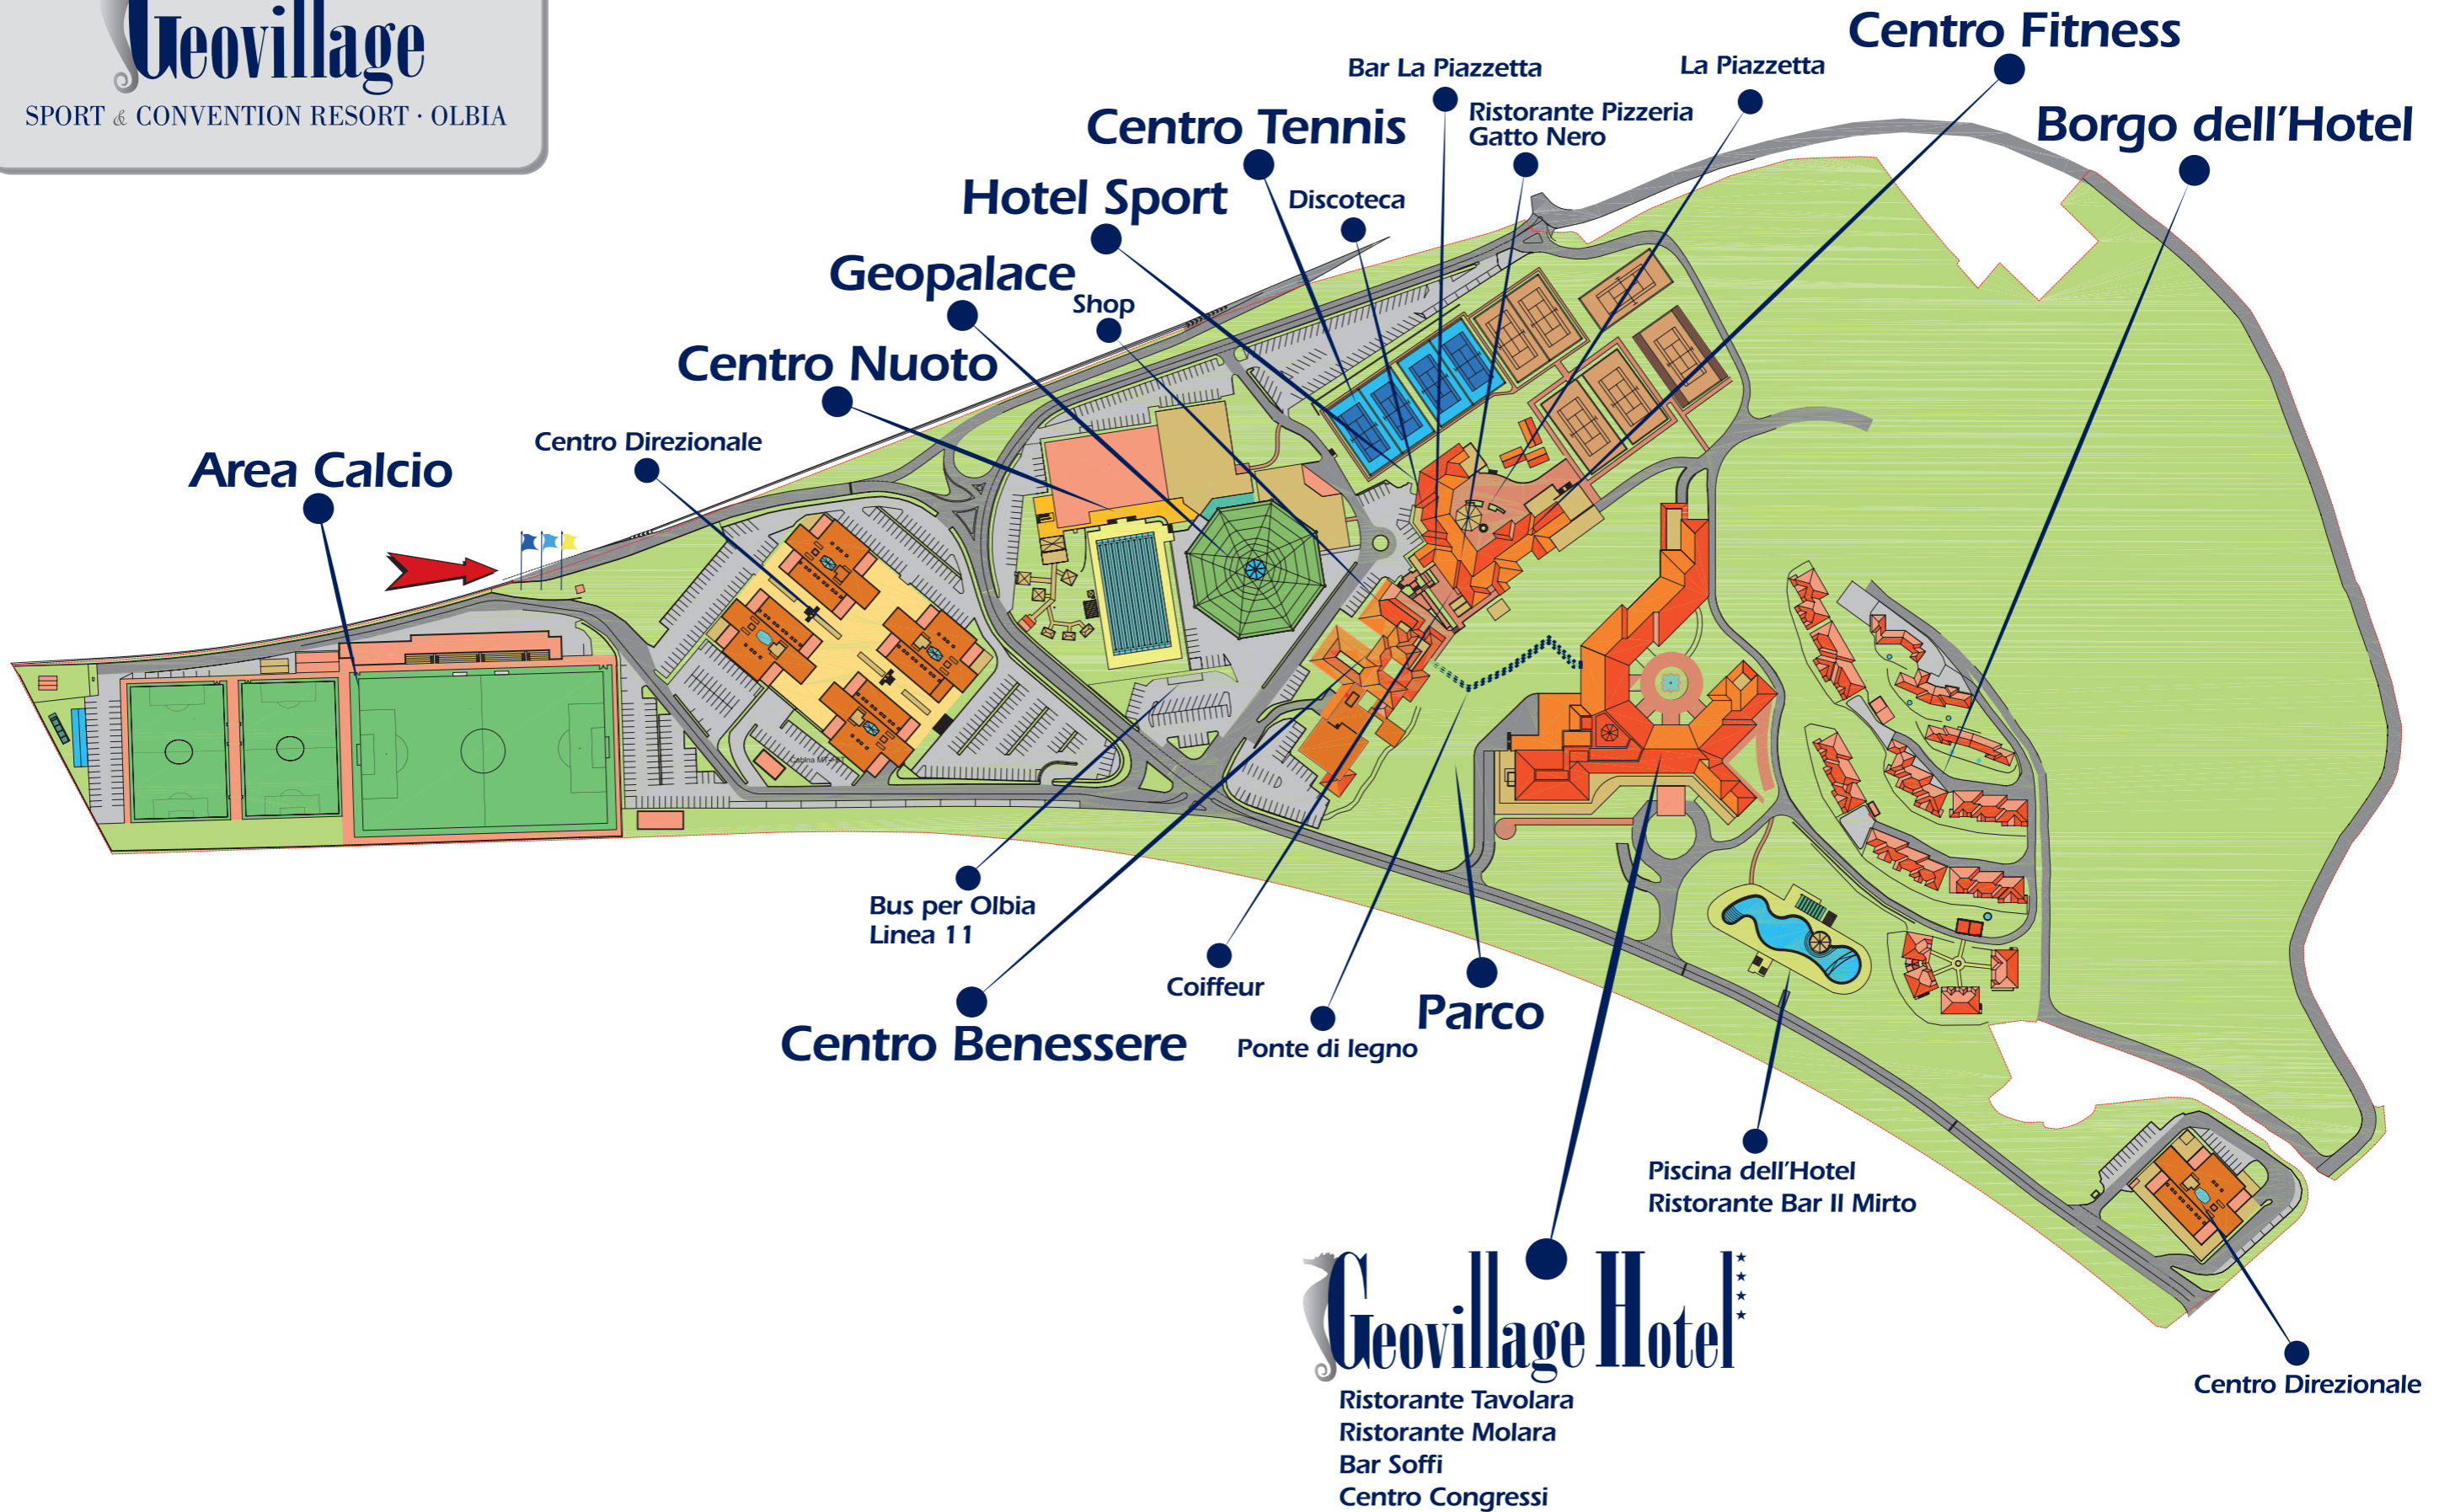 Geovillage
SPORT & CONVENTION RESORT · OLBIA
Centro Fitness
Bar La Piazzetta
La Piazzetta
Ristorante Pizzeria
Gatto Nero
Borgo dell'Hotel
Centro Tennis
Hotel Sport
Discoteca
Geopalace
Shop
Centro Nuoto
Centro Direzionale
Area Calcio
Bus per Olbia
Linea 11
Coiffeur
Centro Benessere
Ponte di legno
Parco
Piscina dell'Hotel
Ristorante Bar Il Mirto
Geovillage Hotel
Ristorante Tavolara
Ristorante Molara
Bar Soffi
Centro Congressi
Centro Direzionale